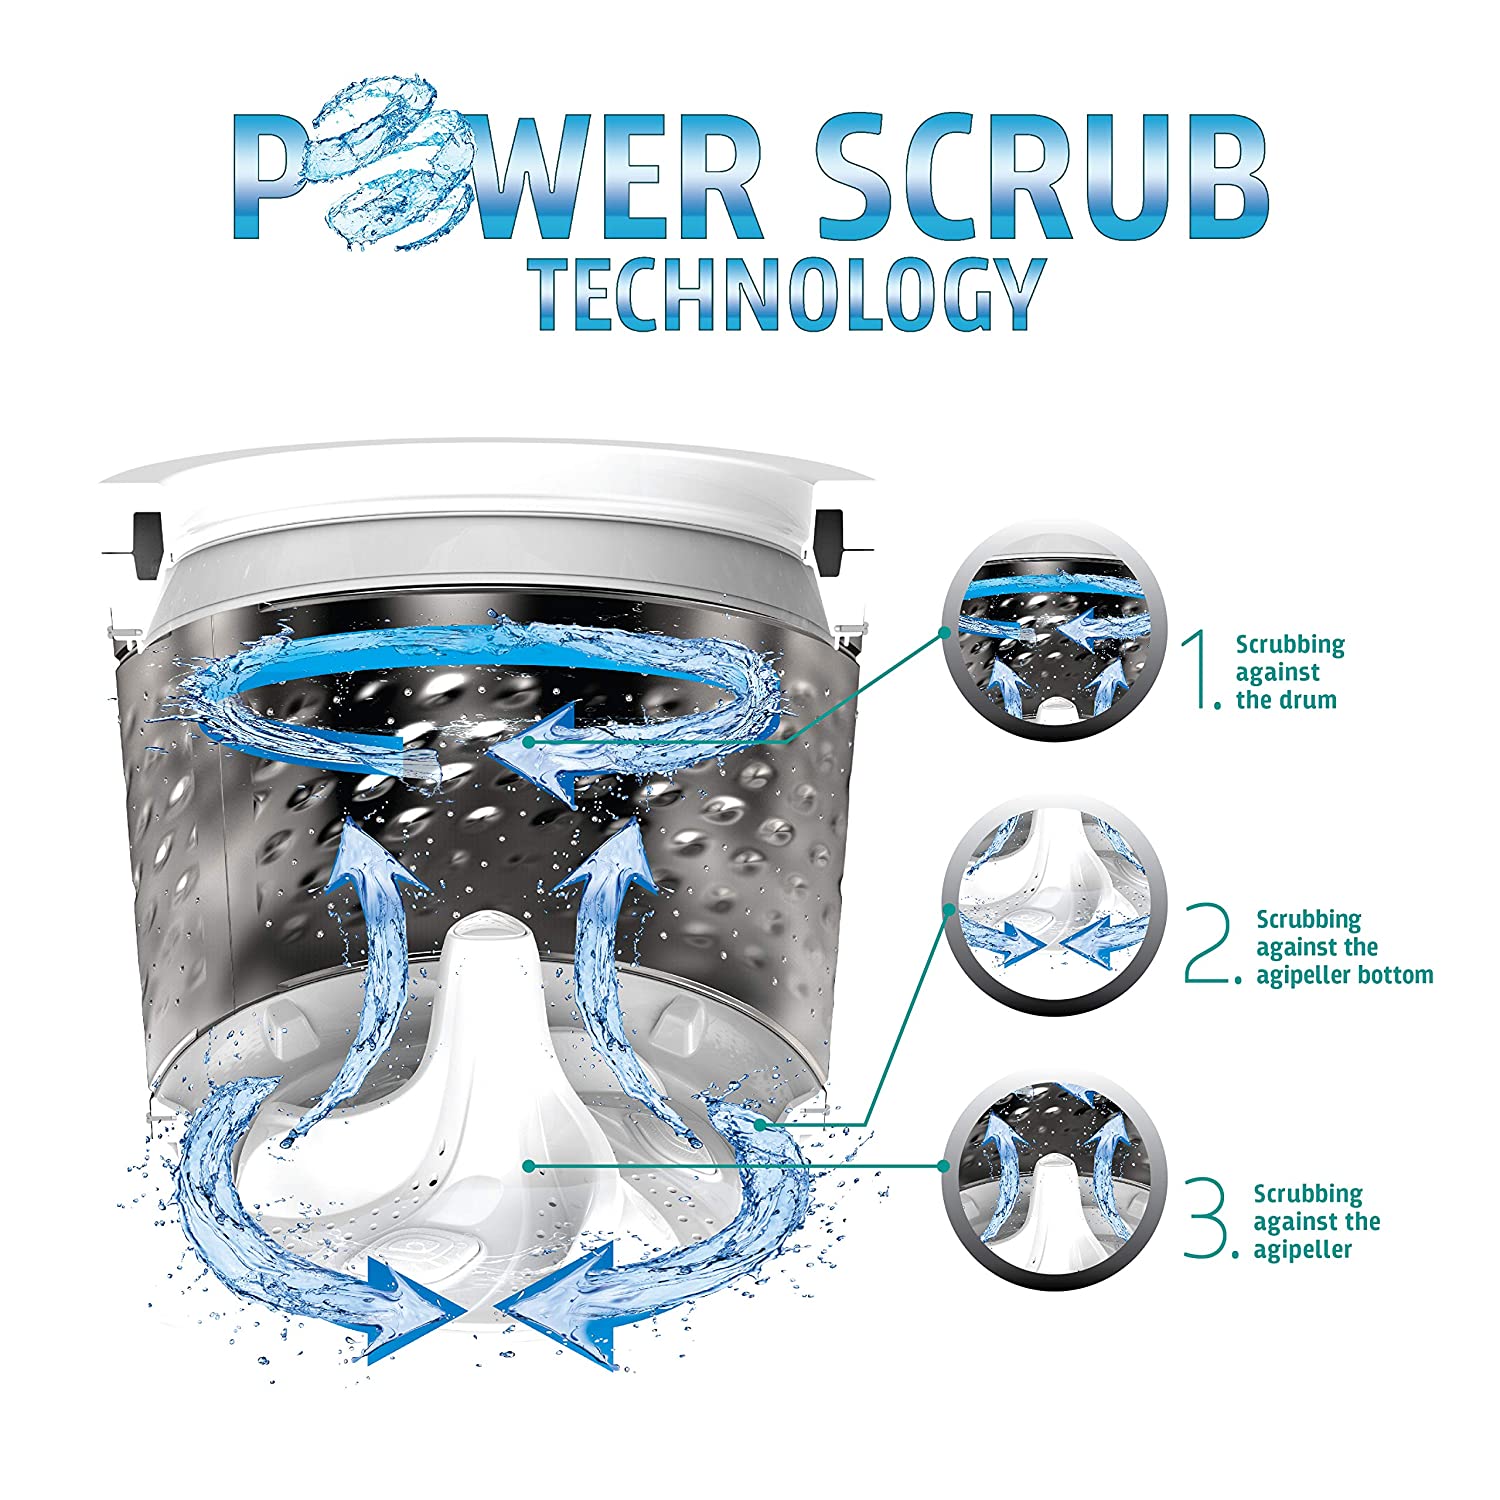 POWER SCRUB
TECHNOLOGY
1. Scrubbing
against
the drum
2. Scrubbing
against the
agipeller bottom
3. Scrubbing
against the
agipeller